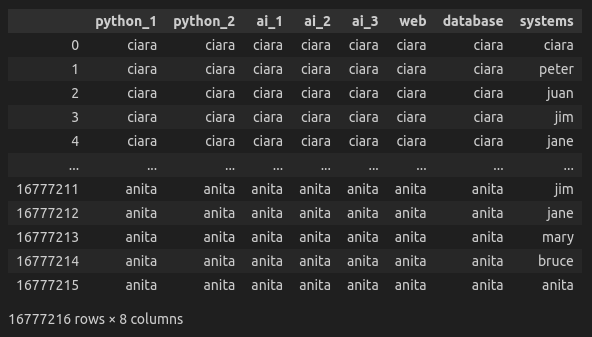 python_1 python_2 ai_1 ai_2 ai_3 web database systems
0 ciara ciara ciara ciara ciara ciara ciara ciara
1 ciara ciara ciara ciara ciara ciara ciara peter
2 ciara ciara ciara ciara ciara ciara ciara juan
3 ciara ciara ciara ciara ciara ciara ciara jim
4 ciara ciara ciara ciara ciara ciara ciara jane
... ... ... ... ... ... ... ... ...
16777211 anita anita anita anita anita anita anita jim
16777212 anita anita anita anita anita anita anita jane
16777213 anita anita anita anita anita anita anita mary
16777214 anita anita anita anita anita anita anita bruce
16777215 anita anita anita anita anita anita anita anita
16777216 rows × 8 columns